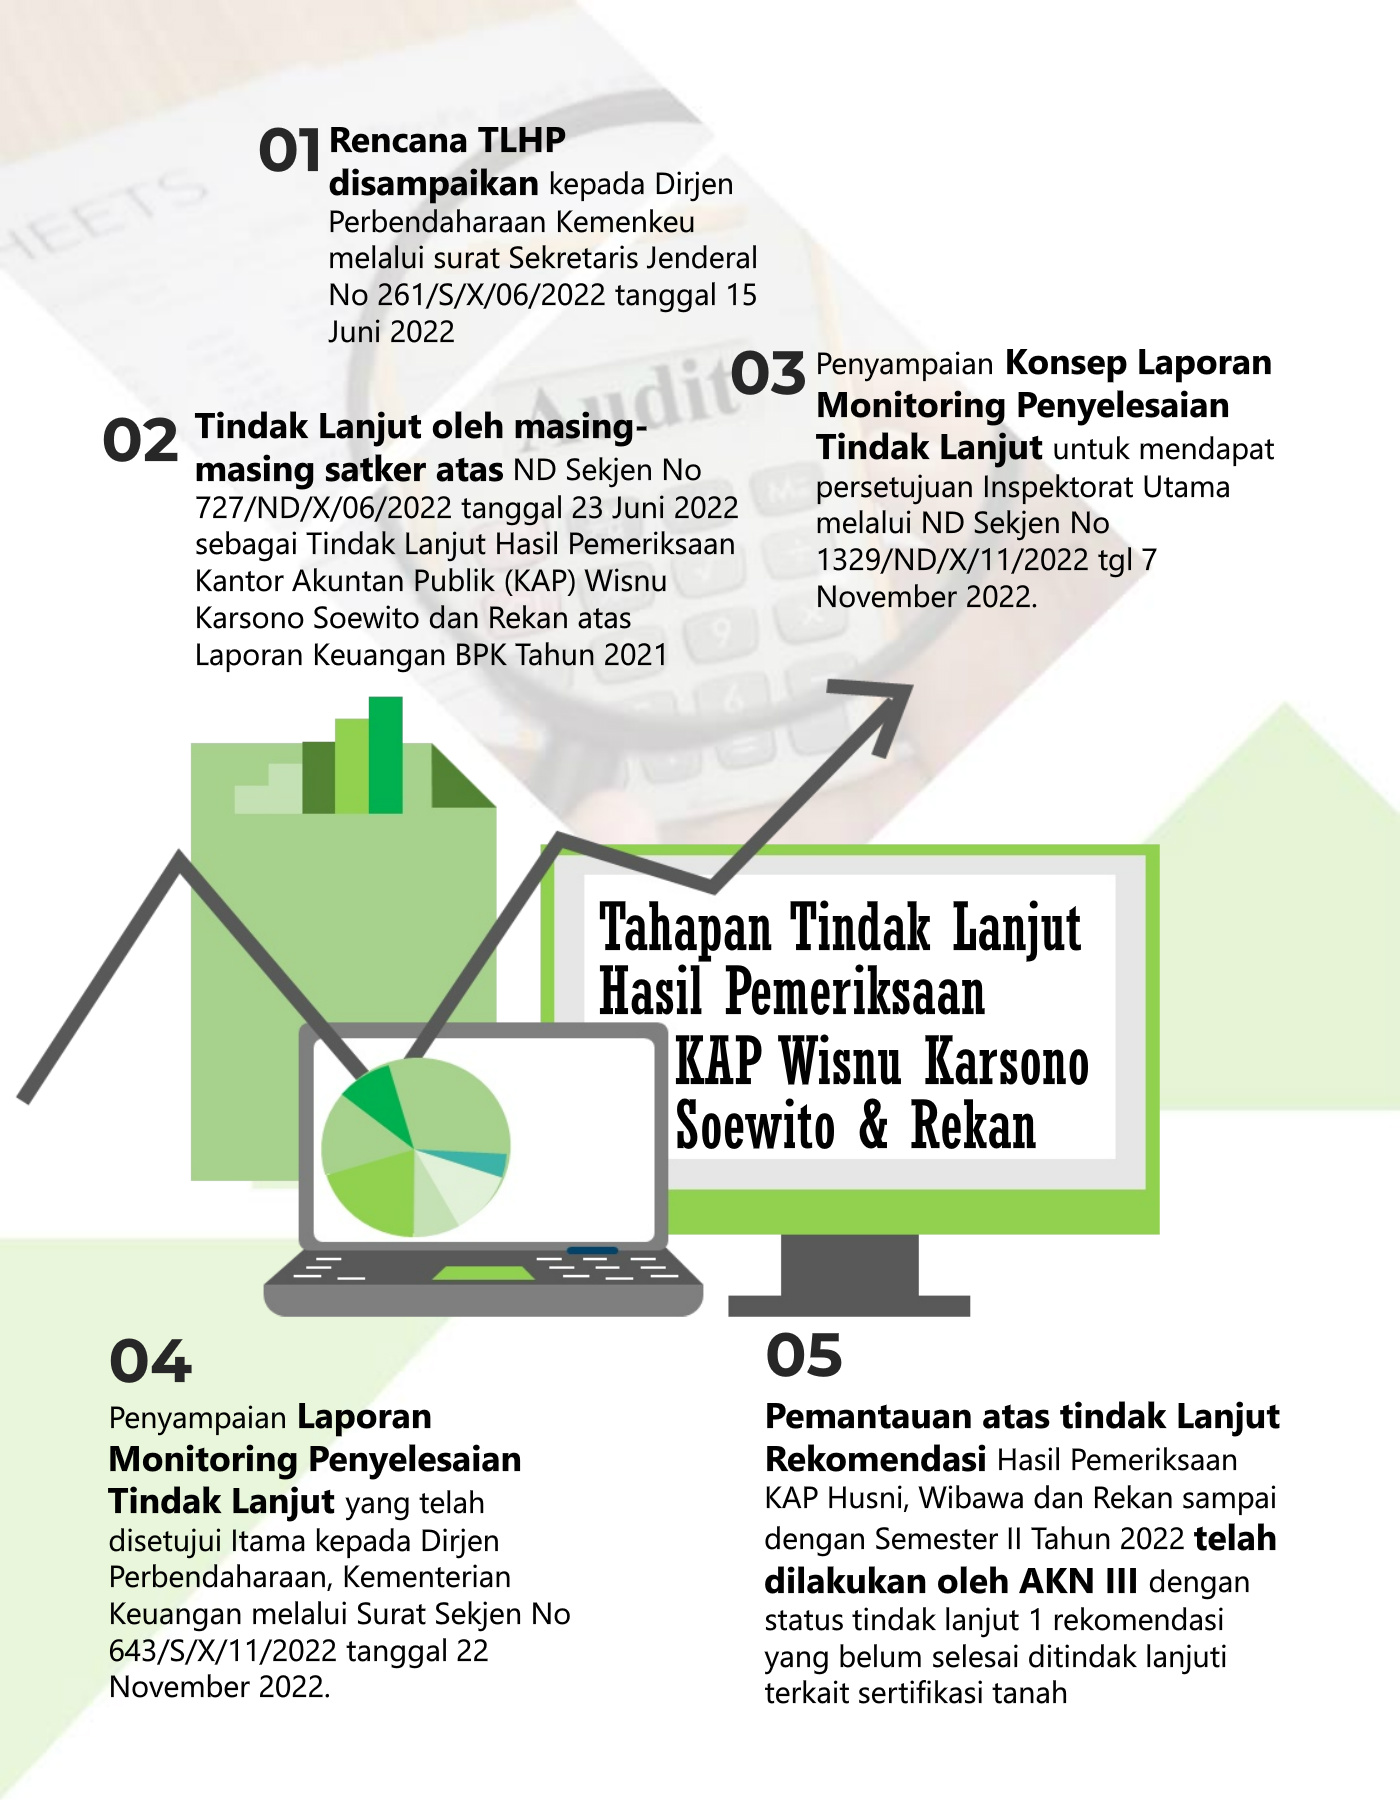 01
Rencana TLHP
disampaikan kepada Dirjen
Perbendaharaan Kemenkeu
melalui surat Sekretaris Jenderal
No 261/S/X/06/2022 tanggal 15
Juni 2022
02
Tindak Lanjut oleh masing-
masing satker atas ND Sekjen No
727/ND/X/06/2022 tanggal 23 Juni 2022
sebagai Tindak Lanjut Hasil Pemeriksaan
Kantor Akuntan Publik (KAP) Wisnu
Karsono Soewito dan Rekan atas
Laporan Keuangan BPK Tahun 2021
03
Penyampaian Konsep Laporan
Monitoring Penyelesaian
Tindak Lanjut untuk mendapat
persetujuan Inspektorat Utama
melalui ND Sekjen No
1329/ND/X/11/2022 tgl 7
November 2022.
HEETS
Audit
M=
9
6
Tahapan Tindak Lanjut
Hasil Pemeriksaan
KAP Wisnu Karsono
Soewito & Rekan
04
Penyampaian Laporan
Monitoring Penyelesaian
Tindak Lanjut yang telah
disetujui Itama kepada Dirjen
Perbendaharaan, Kementerian
Keuangan melalui Surat Sekjen No
643/S/X/11/2022 tanggal 22
November 2022.
05
Pemantauan atas tindak Lanjut
Rekomendasi Hasil Pemeriksaan
KAP Husni, Wibawa dan Rekan sampai
dengan Semester II Tahun 2022 telah
dilakukan oleh AKN III dengan
status tindak lanjut 1 rekomendasi
yang belum selesai ditindak lanjuti
terkait sertifikasi tanah